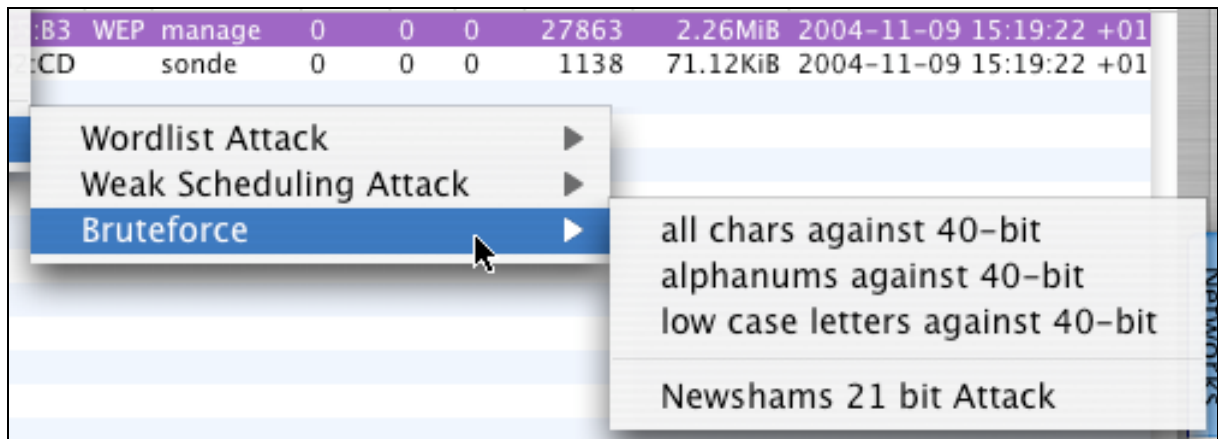 :B3 WEP manage 0 0 0 27863 2.26MiB 2004-11-09 15:19:22 +01
:CD sonde 0 0 0 1138 71.12KiB 2004-11-09 15:19:22 +01
Wordlist Attack
Weak Scheduling Attack
Bruteforce
all chars against 40-bit
alphanums against 40-bit
low case letters against 40-bit
Newshams 21 bit Attack
Networks